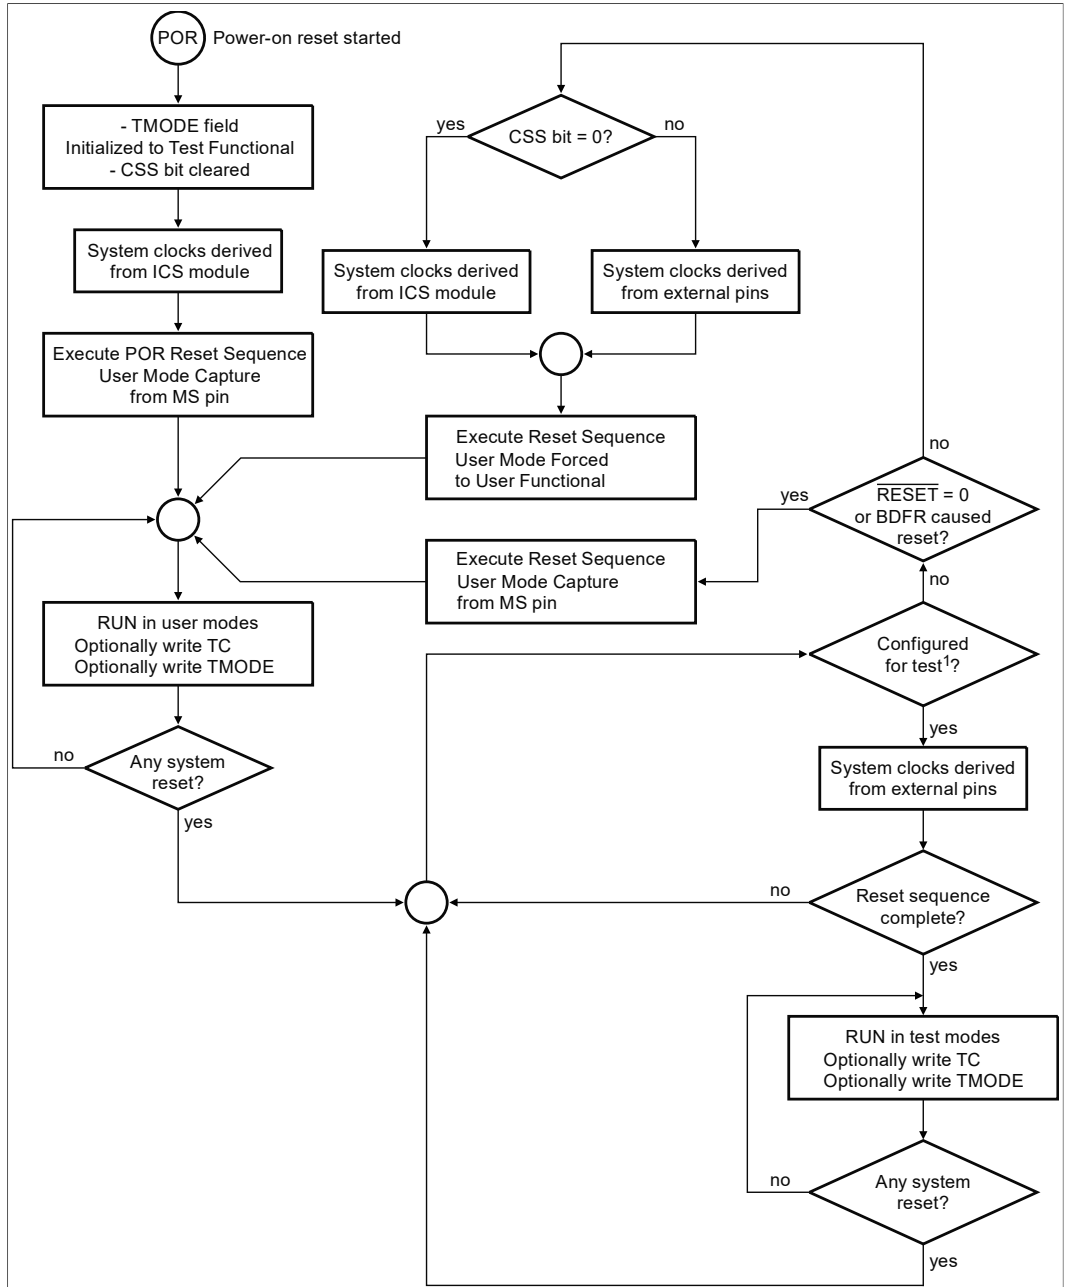 POR Power-on reset started
- TMODE field
Initialized to Test Functional
- CSS bit cleared
System clocks derived
from ICS module
Execute POR Reset Sequence
User Mode Capture
from MS pin
yes
CSS bit = 0?
no
System clocks derived
from ICS module
System clocks derived
from external pins
Execute Reset Sequence
User Mode Forced
to User Functional
no
yes
RESET = 0
or BDFR caused
reset?
Execute Reset Sequence
User Mode Capture
from MS pin
no
RUN in user modes
Optionally write TC
Optionally write TMODE
Configured
for test1?
yes
no
Any system
reset?
yes
System clocks derived
from external pins
no
Reset sequence
complete?
yes
RUN in test modes
Optionally write TC
Optionally write TMODE
no
Any system
reset?
yes